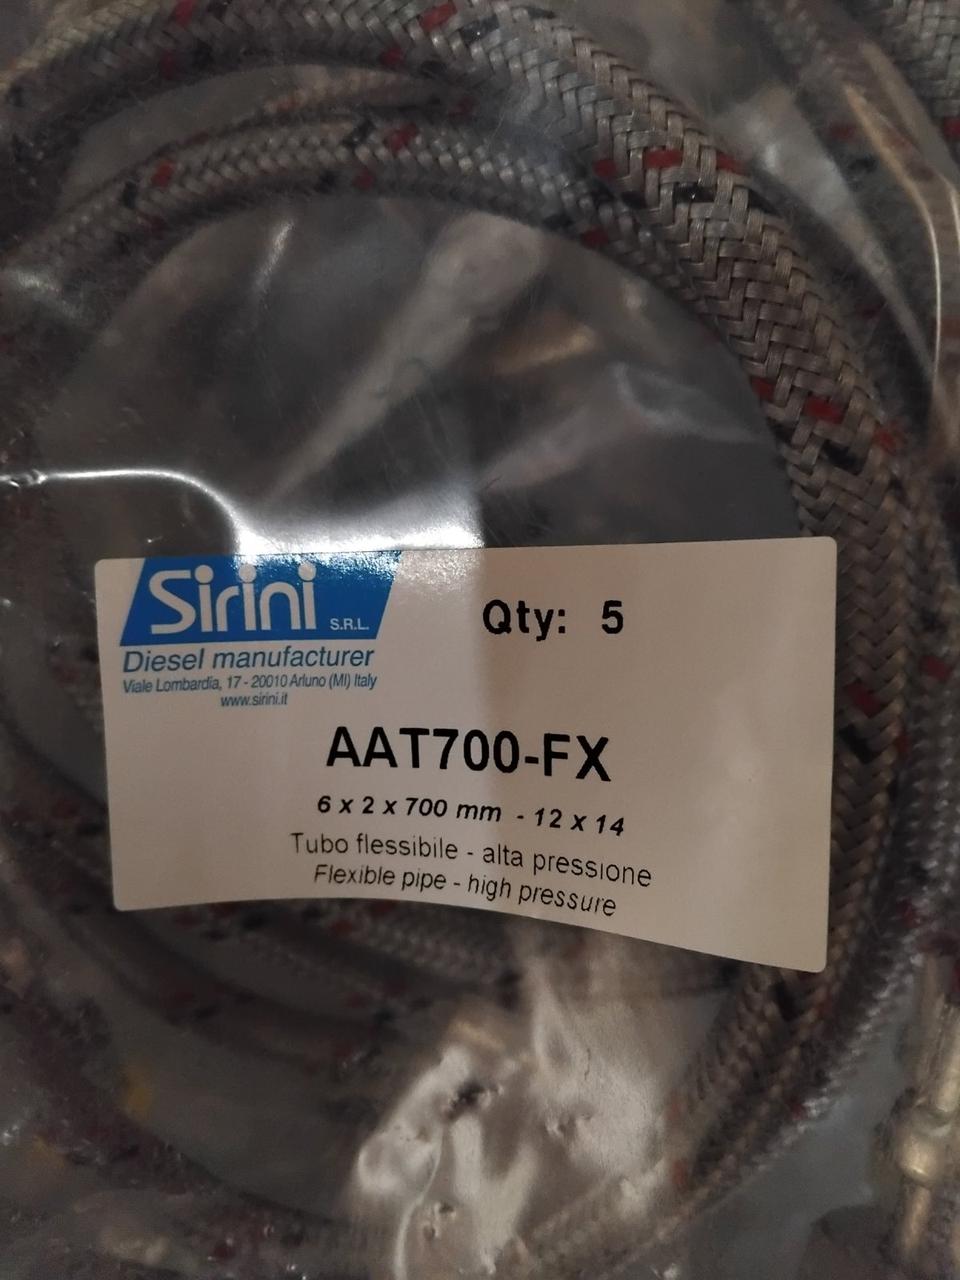 Sirini S.R.L.
Diesel manufacturer
Viale Lombardia, 17 - 20010 Arluno (MI) Italy
www.sirini.it
Qty: 5
AAT700-FX
6 x 2 x 700 mm - 12 x 14
Tubo flessibile - alta pressione
Flexible pipe - high pressure